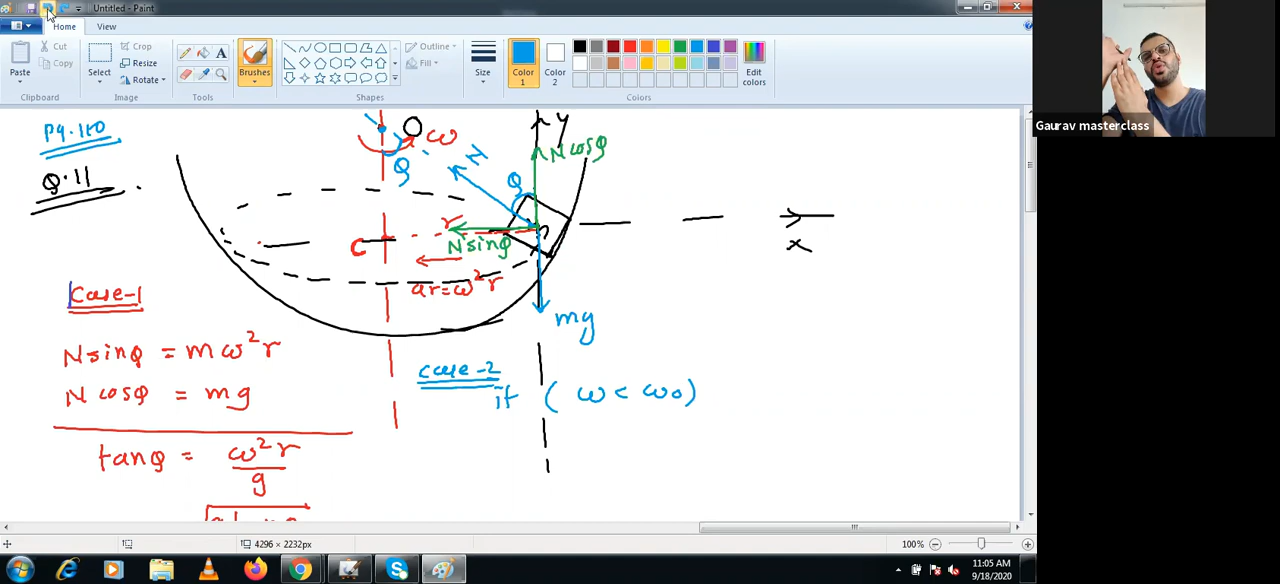 Untitled - Paint
Home
View
Paste
Cut
Copy
Clipboard
Select
Crop
Resize
Rotate
Image
Tools
Brushes
Shapes
Outline
Fill
Size
Color 1
Color 2
Edit colors
Colors
Gaurav masterclass
Pg.110
Q.11
O
ω
θ
N
y
N cosθ
θ
r
N sinθ
C
ar=ω²r
x
mg
Case-1
N sinθ = mω²r
N cosθ = mg
tanθ = ω²r
g
Case-2
if ( ω < ω0)
4296 × 2232px
100%
11:05 AM
9/18/2020